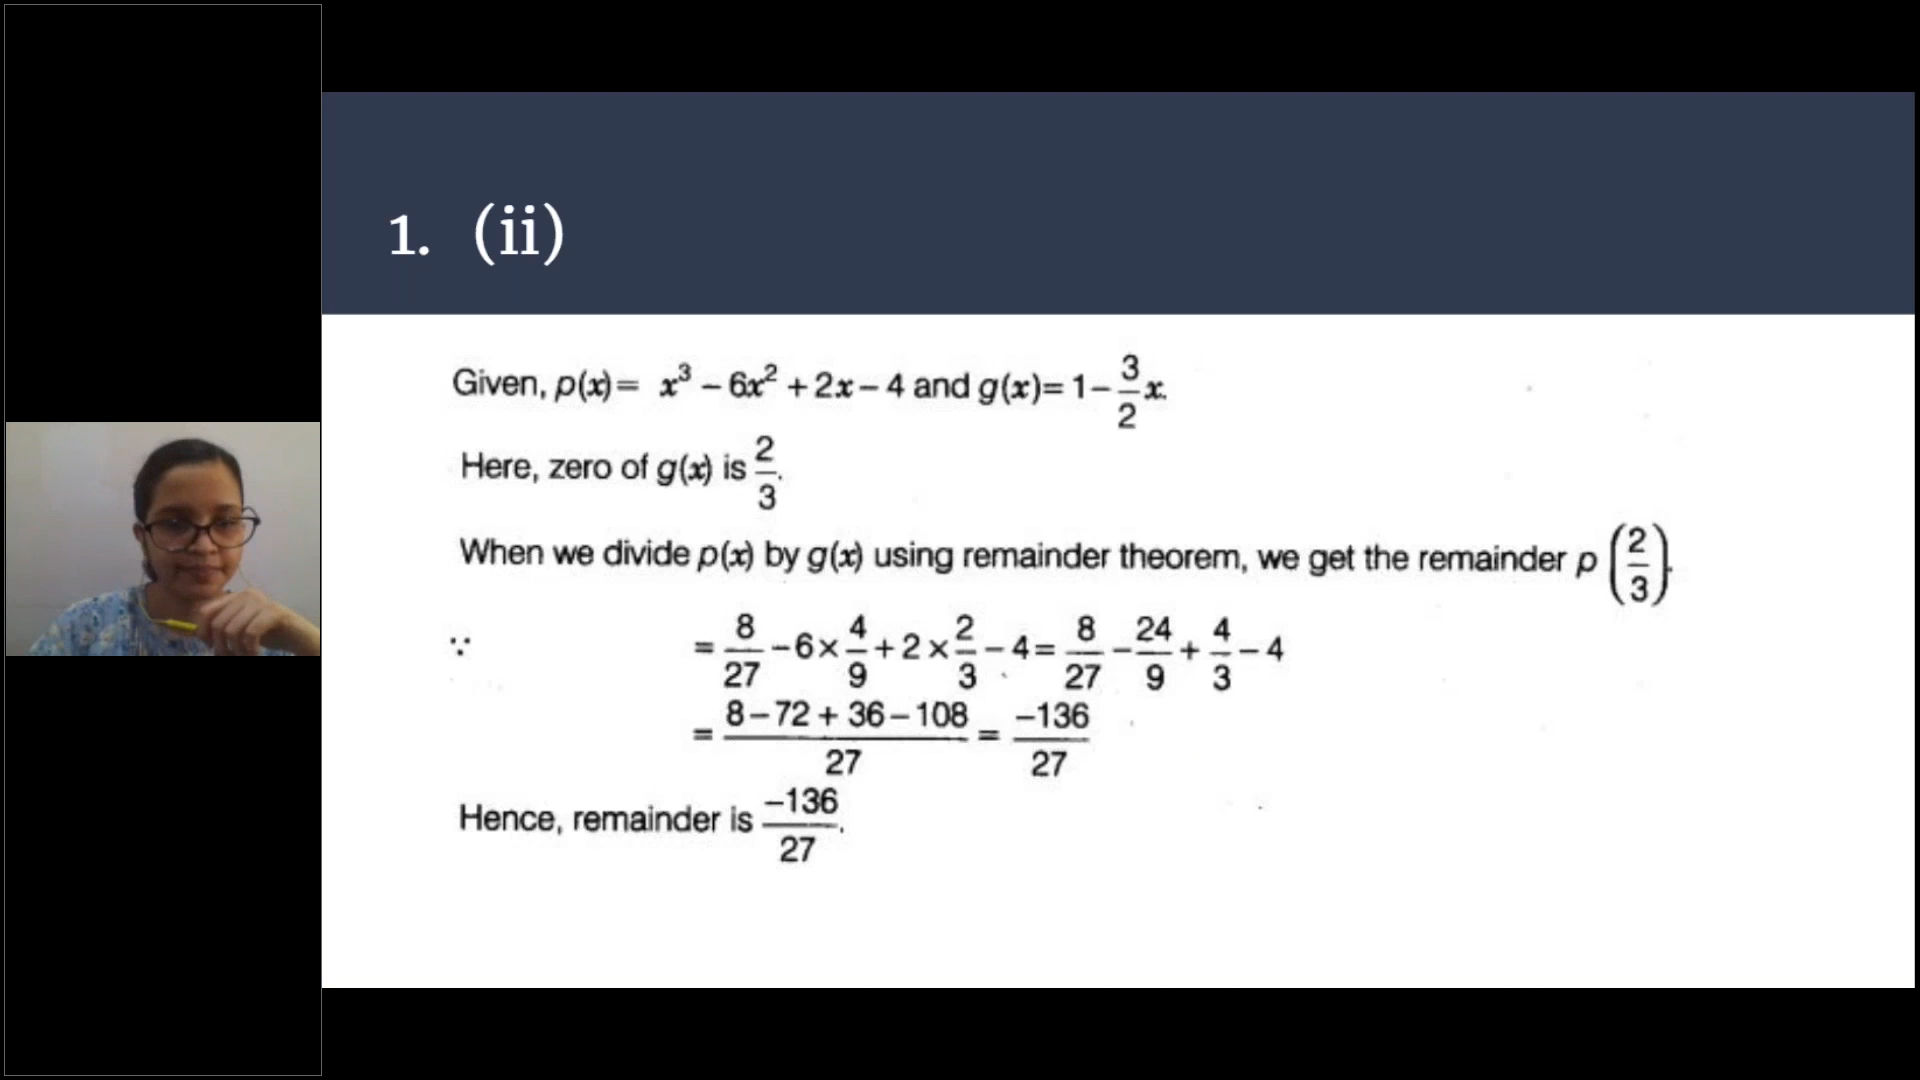 1. (ii)
Given, p(x) = x³ – 6x² + 2x – 4 and g(x) = 1 – 3/2 x.
Here, zero of g(x) is 2/3.
When we divide p(x) by g(x) using remainder theorem, we get the remainder p (2/3).
∵ = 8/27 – 6 × 4/9 + 2 × 2/3 – 4 = 8/27 – 24/9 + 4/3 – 4
= (8 – 72 + 36 – 108)/27 = –136/27
Hence, remainder is –136/27.